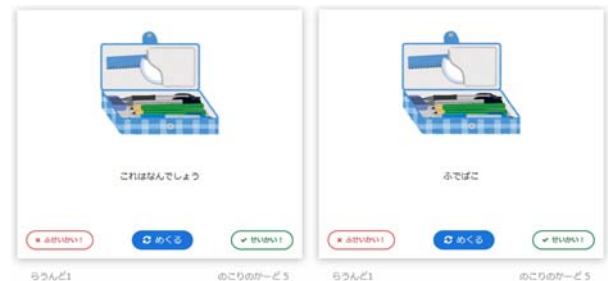 これはなんでしょう
× ふせいかい！
めくる
✓ せいかい！
らうんど1
のこりのかーど 5
ふでばこ
× ふせいかい！
めくる
✓ せいかい！
らうんど1
のこりのかーど 5